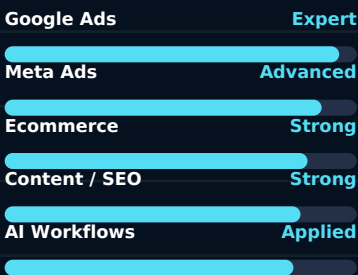 Google Ads Expert
Meta Ads Advanced
Ecommerce Strong
Content / SEO Strong
AI Workflows Applied